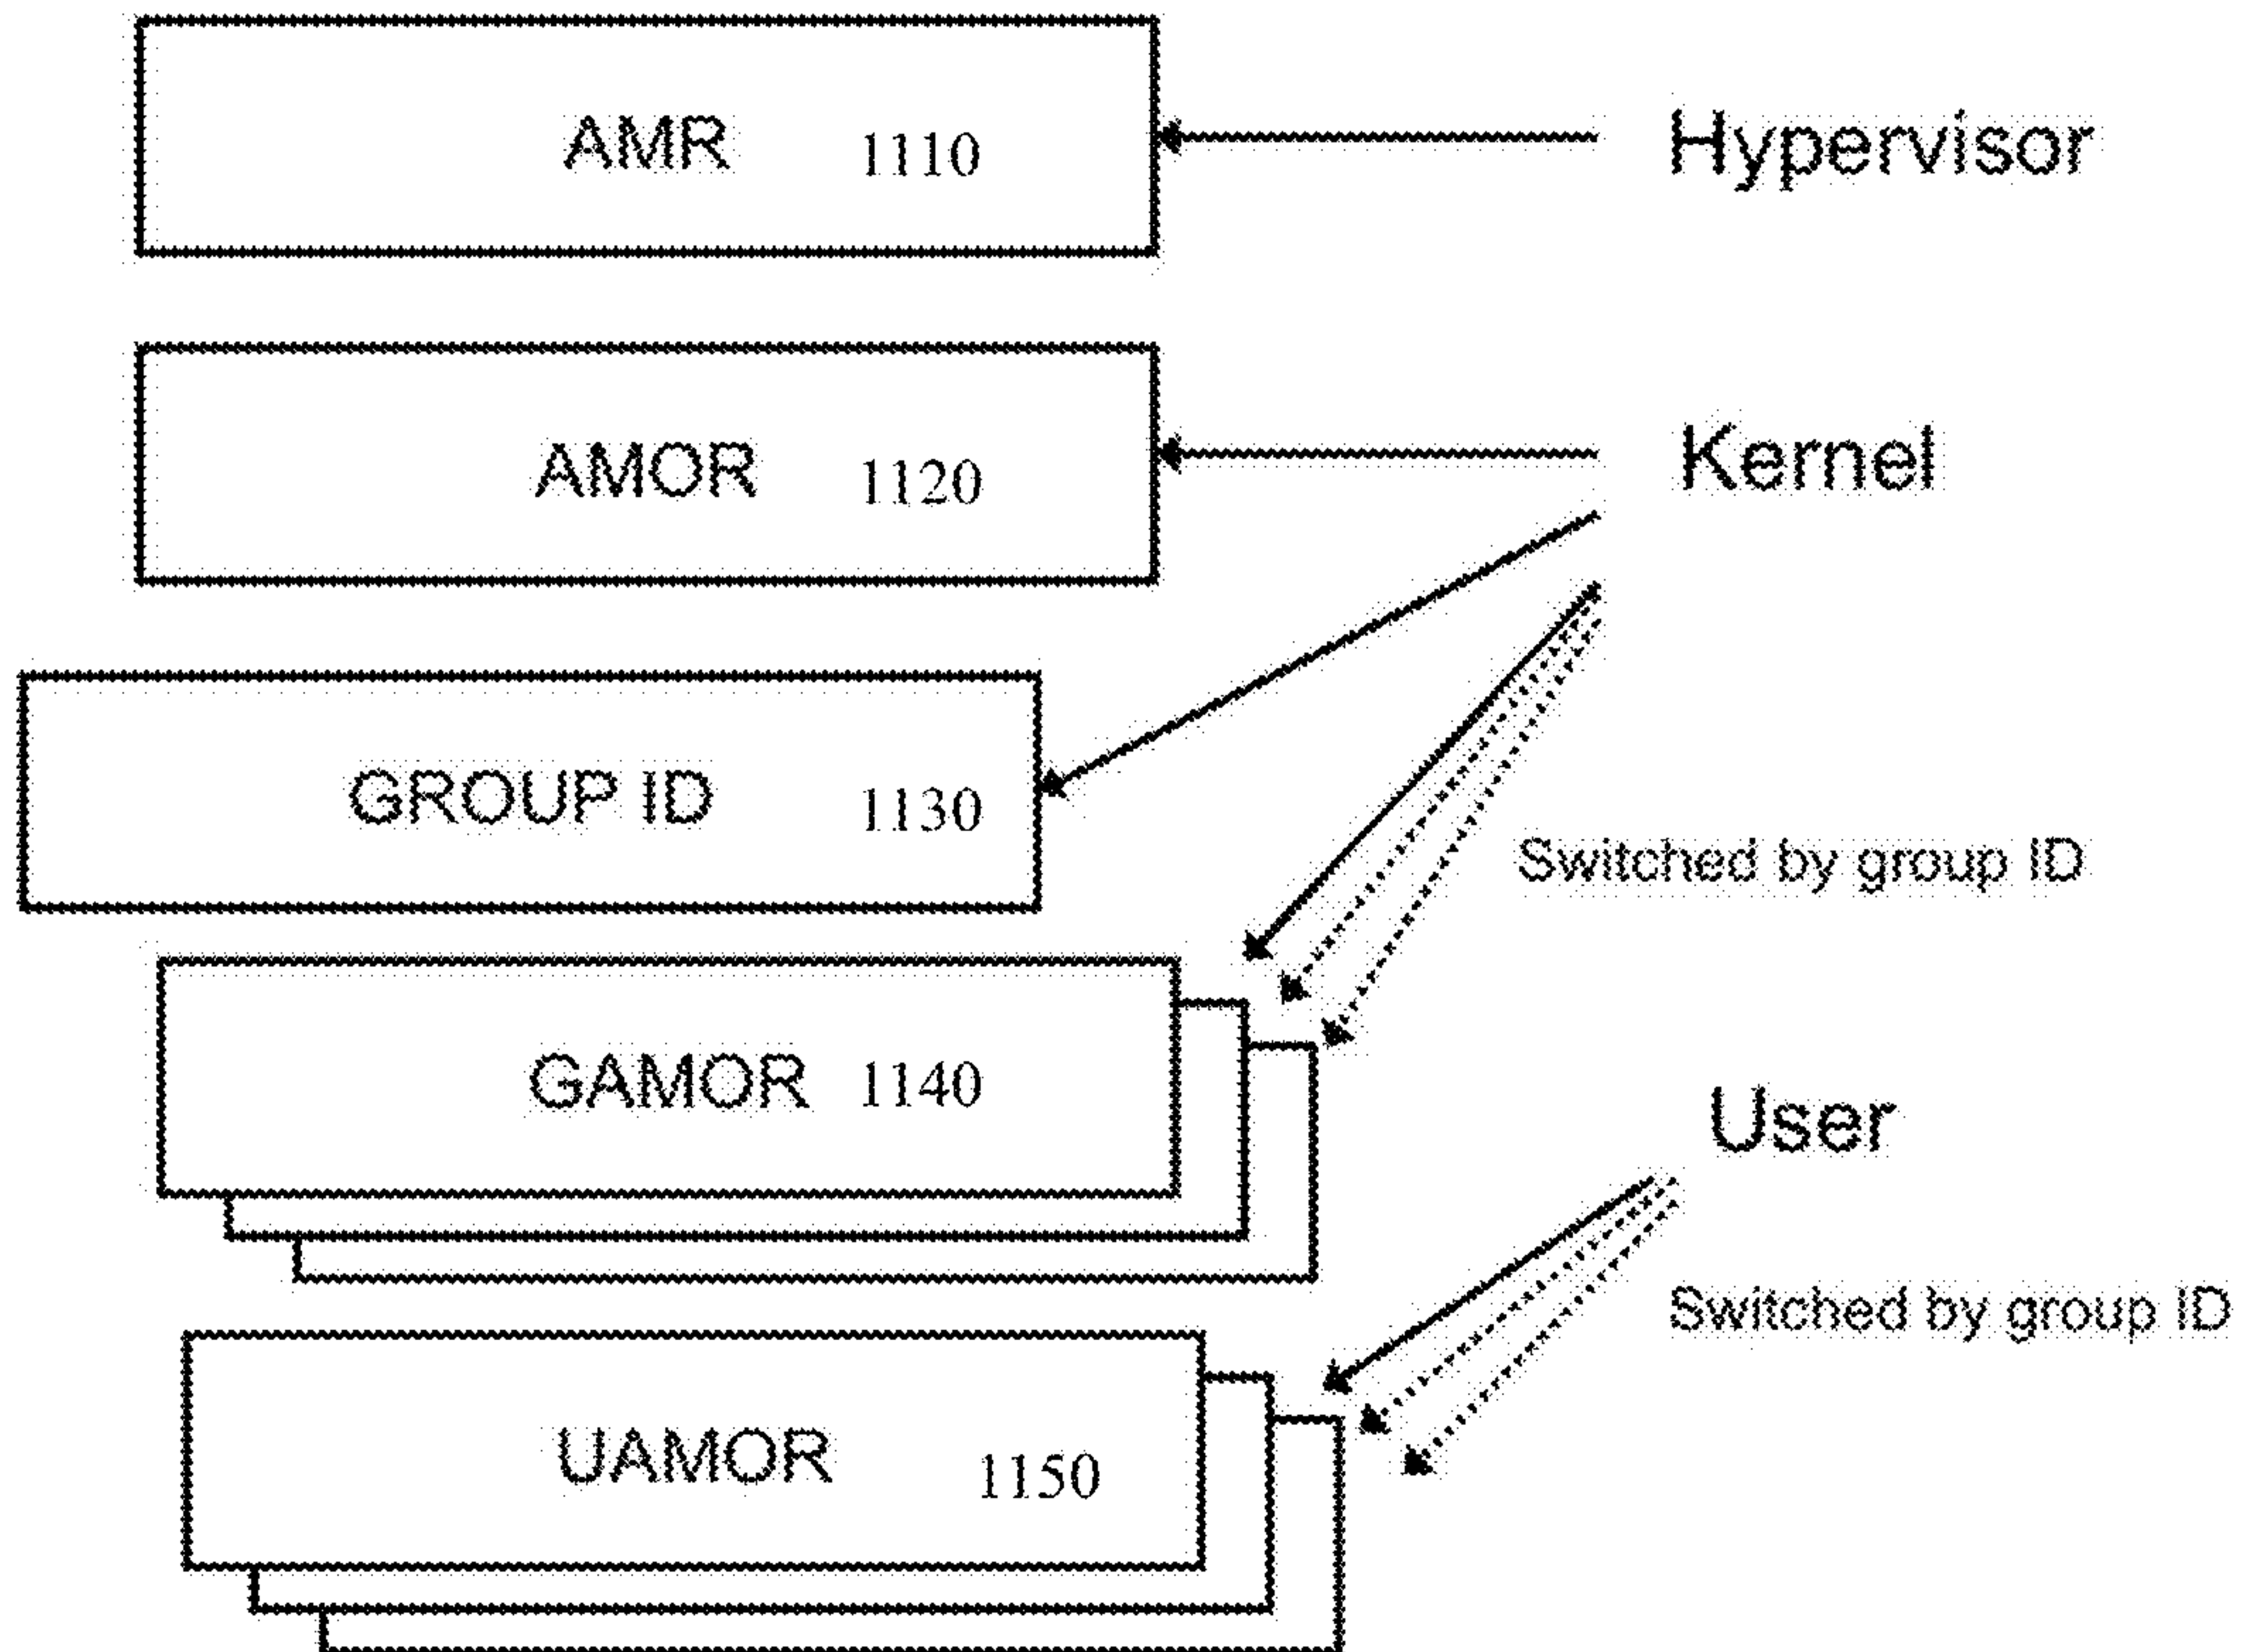 AMR 1110
Hypervisor
AMOR 1120
Kernel
GROUP ID 1130
Switched by group ID
GAMOR 1140
User
Switched by group ID
UAMOR 1150